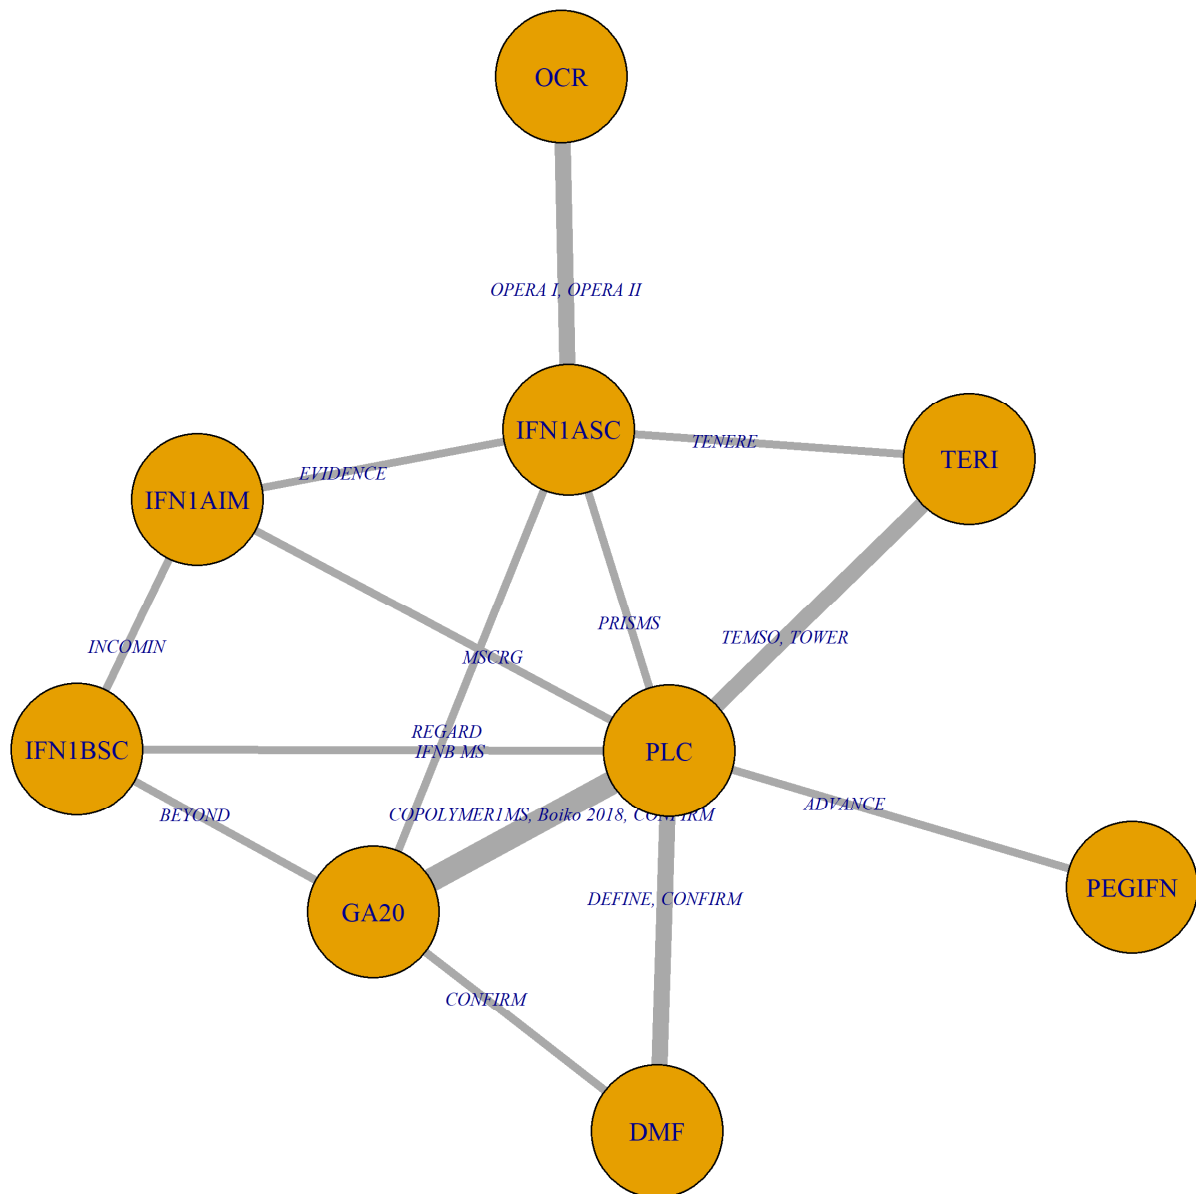 OCR
OPERA I, OPERA II
IFN1ASC
TENERE
TERI
EVIDENCE
IFN1AIM
PRISMS
TEMSO, TOWER
INCOMIN
MSCRG
REGARD
IFN1BSC
IFNB MS
PLC
ADVANCE
BEYOND
COPOLYMER1MS, Boiko 2018, CONFIRM
PEGIFN
DEFINE, CONFIRM
GA20
CONFIRM
DMF